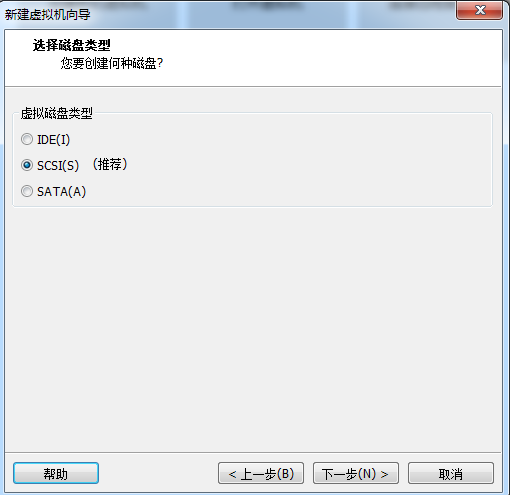 新建虚拟机向导
选择磁盘类型
您要创建何种磁盘?
虚拟磁盘类型
IDE(I)
SCSI(S) （推荐）
SATA(A)
帮助 < 上一步(B) 下一步(N) > 取消